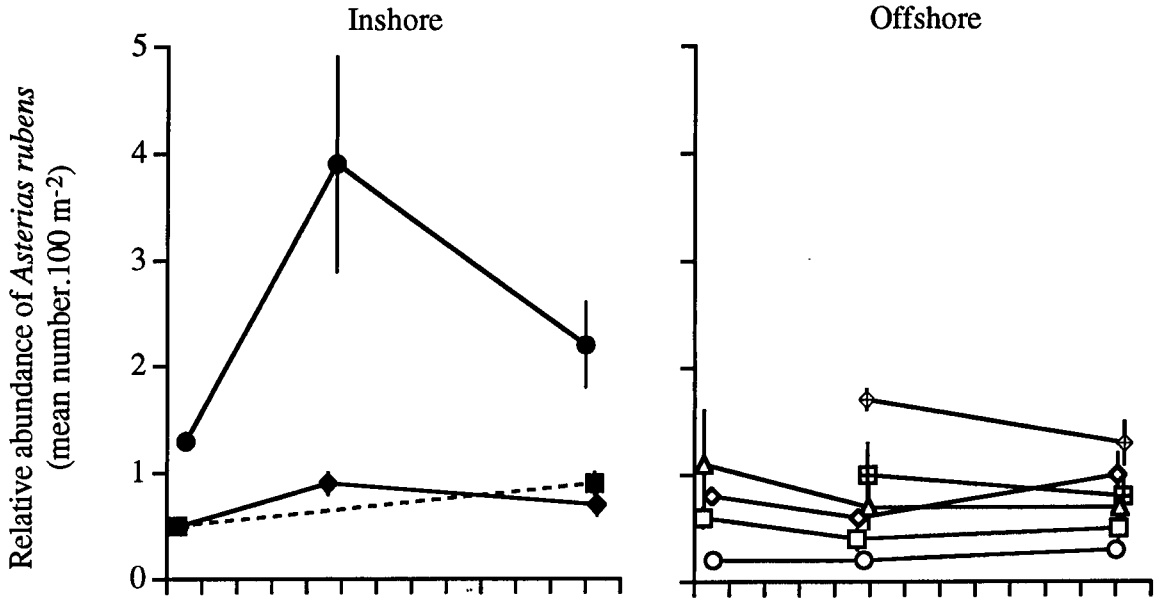 Inshore
Offshore
Relative abundance of Asterias rubens
(mean number.100 m-2)
5
4
3
2
1
0